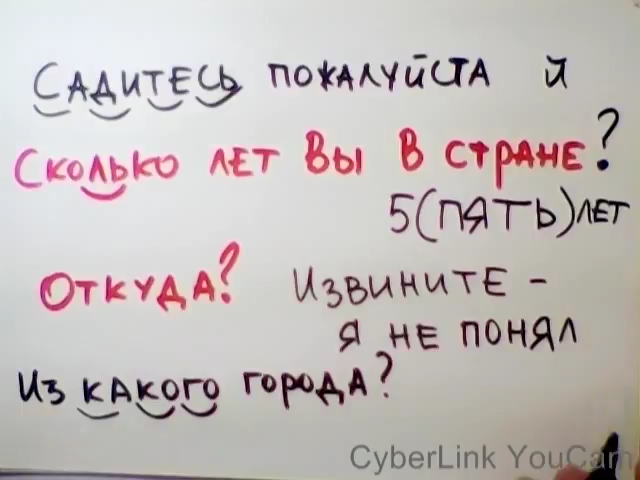 Садитесь пожалуйста й
Сколько лет Вы в стране?
5(пять)лет
Откуда? Извините -
я не понял
Из какого города?
CyberLink YouCam